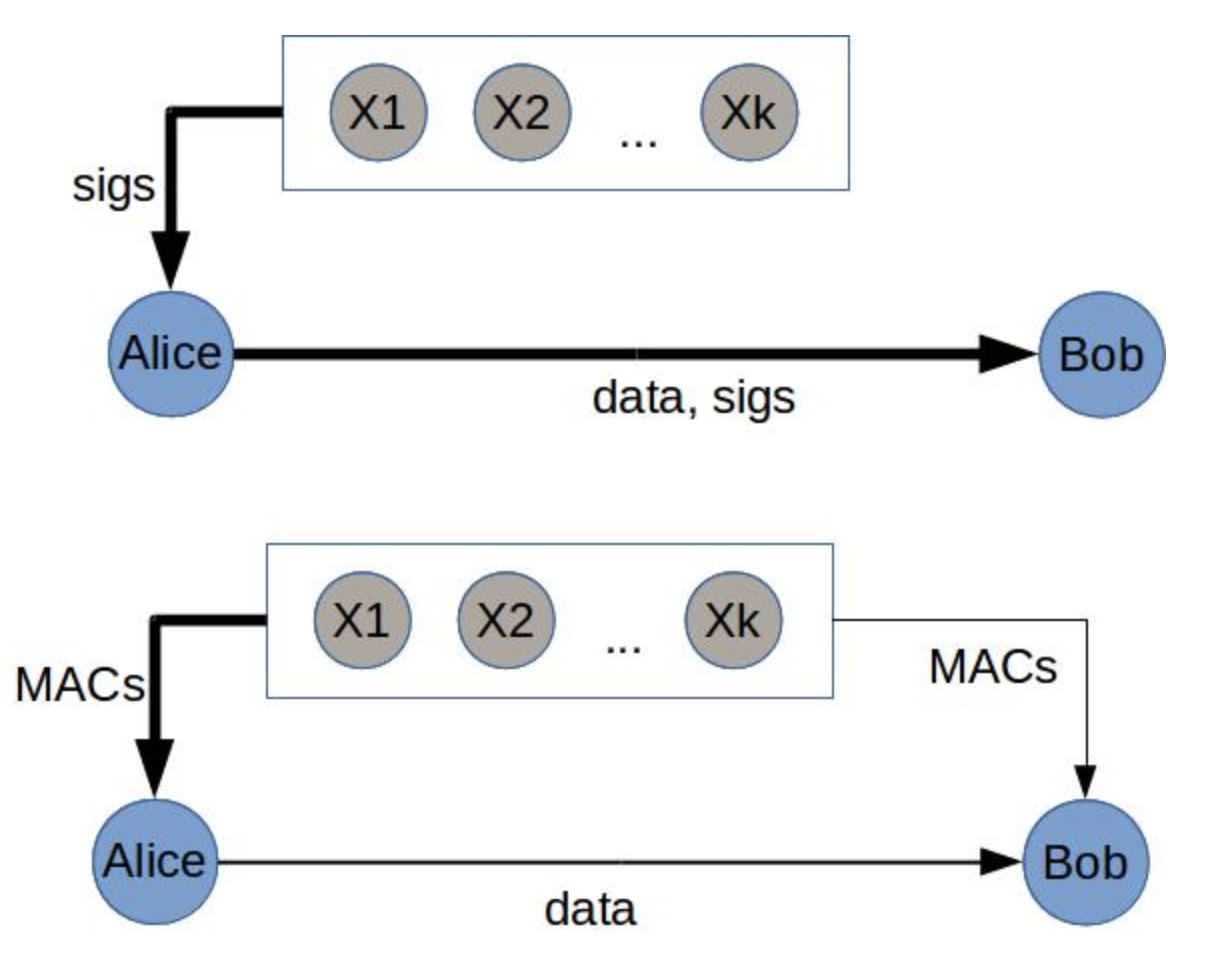 X1 X2 ... Xk
sigs
Alice Bob
data, sigs
X1 X2 ... Xk
MACs MACs
Alice Bob
data